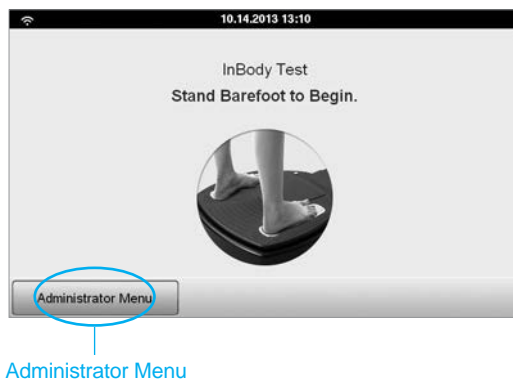 10.14.2013 13:10
InBody Test
Stand Barefoot to Begin.
Administrator Menu
Administrator Menu